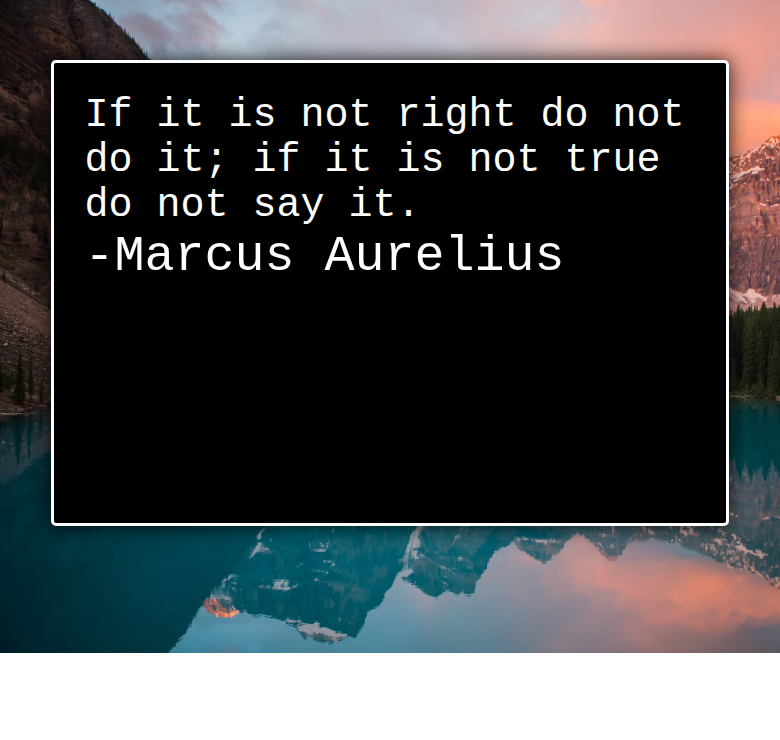 If it is not right do not
do it; if it is not true
do not say it.
-Marcus Aurelius